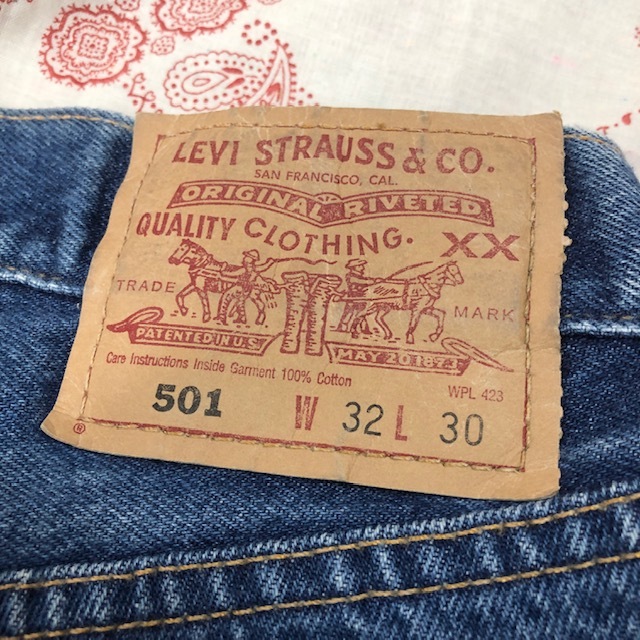 LEVI STRAUSS & CO.
SAN FRANCISCO, CAL.
ORIGINAL RIVETED
QUALITY CLOTHING.
XX
TRADE MARK
PATENTED IN U.S. MAY 20 1873
Care Instructions Inside Garment 100% Cotton
WPL 423
501 W 32 L 30
®